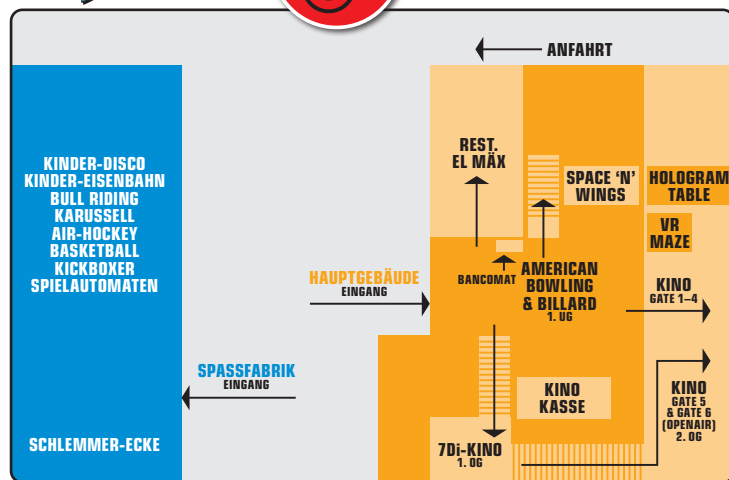 ANFAHRT
KINDER-DISCO
KINDER-EISENBAHN
BULL RIDING
KARUSSELL
AIR-HOCKEY
BASKETBALL
KICKBOXER
SPIELAUTOMATEN
SCHLEMMER-ECKE
HAUPTGEBÄUDE
EINGANG
SPASSFABRIK
EINGANG
REST.
EL MÄX
SPACE ‘N’
WINGS
HOLOGRAM
TABLE
VR
MAZE
BANCOMAT
AMERICAN
BOWLING
& BILLARD
1. UG
KINO
GATE 1–4
KINO
KASSE
KINO
GATE 5
& GATE 6
(OPENAIR)
2. OG
7Di-KINO
1. OG